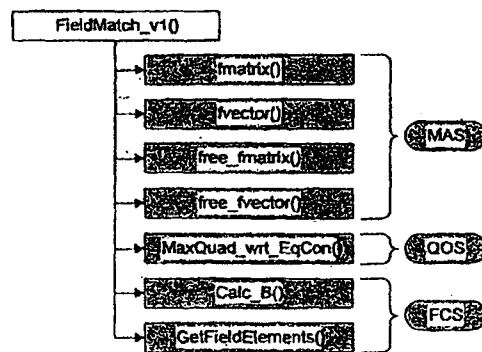 FieldMatch_v1()
fmatrix()
fvector()
free_fmatrix()
free_fvector()
MAS
MaxQuad_wrt_EqCon()
QOS
Calc_B()
GetFieldElements()
FCS